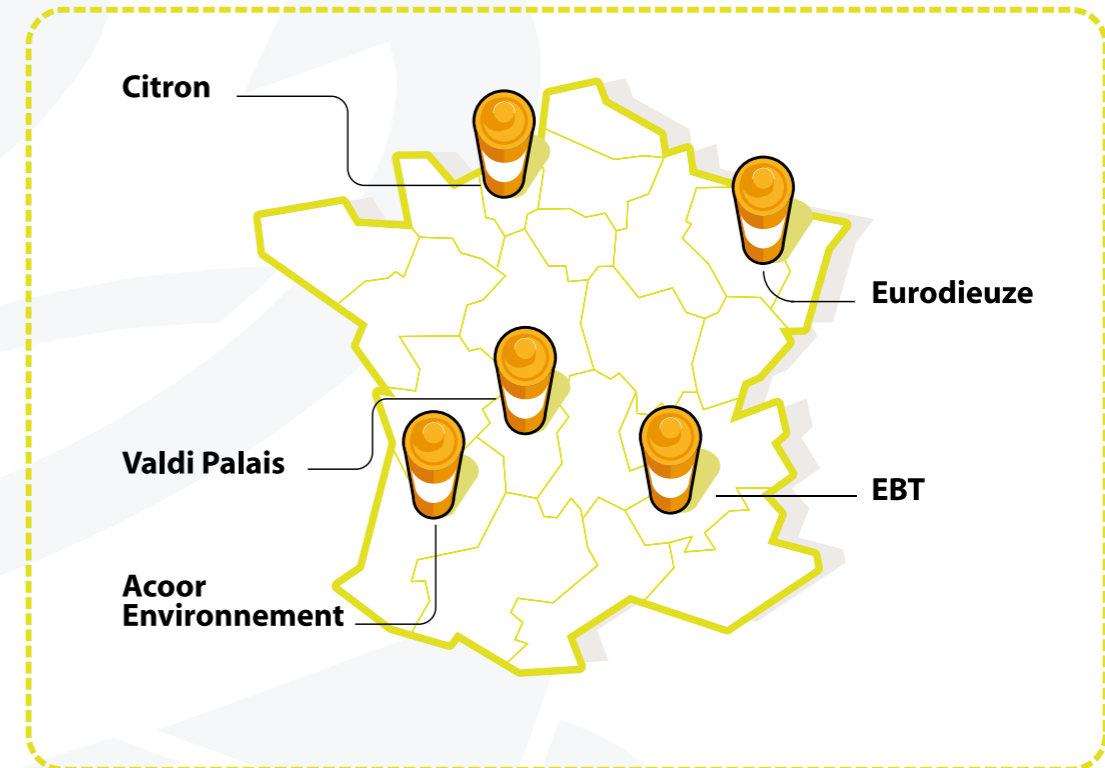 Citron
Eurodieuze
Valdi Palais
EBT
Acoor
Environnement